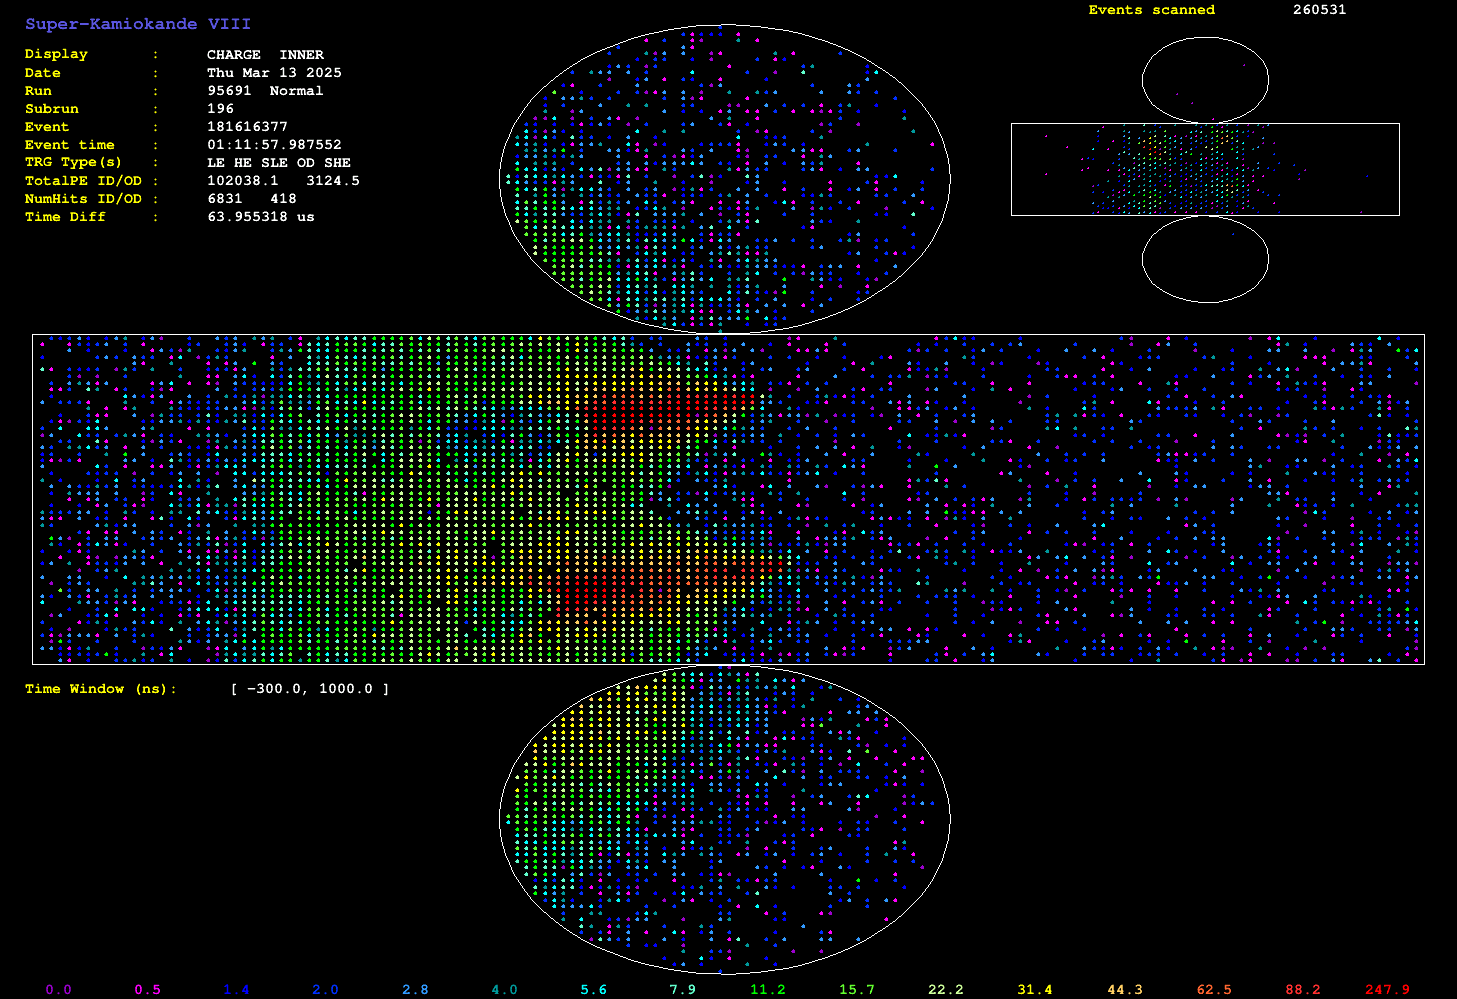 Super-Kamiokande VIII
Events scanned 260531
Display : CHARGE INNER
Date : Thu Mar 13 2025
Run : 95691 Normal
Subrun : 196
Event : 181616377
Event time : 01:11:57.987552
TRG Type(s) : LE HE SLE OD SHE
TotalPE ID/OD : 102038.1 3124.5
NumHits ID/OD : 6831 418
Time Diff : 63.955318 us
Time Window (ns): [ -300.0, 1000.0 ]
0.0 0.5 1.4 2.0 2.8 4.0 5.6 7.9 11.2 15.7 22.2 31.4 44.3 62.5 88.2 247.9